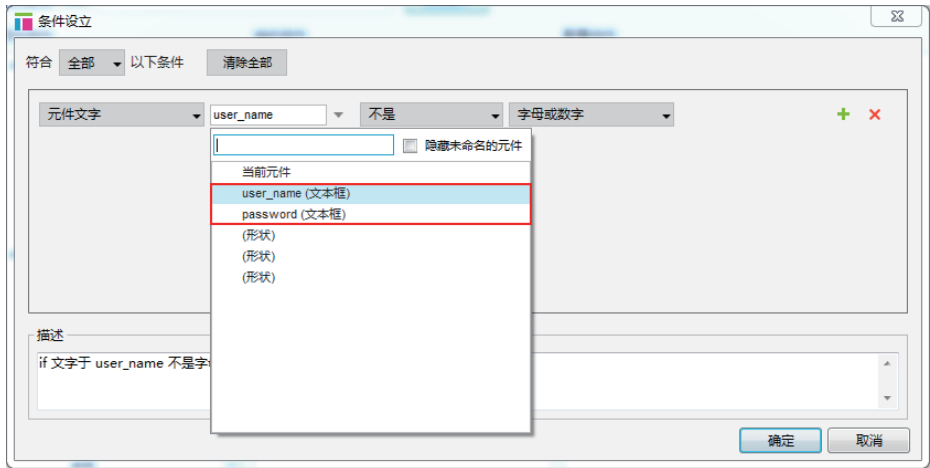 条件设立
符合 全部 以下条件 清除全部
元件文字 user_name 不是 字母或数字
隐藏未命名的元件
当前元件
user_name (文本框)
password (文本框)
(形状)
(形状)
(形状)
描述
if 文字于 user_name 不是字
确定 取消